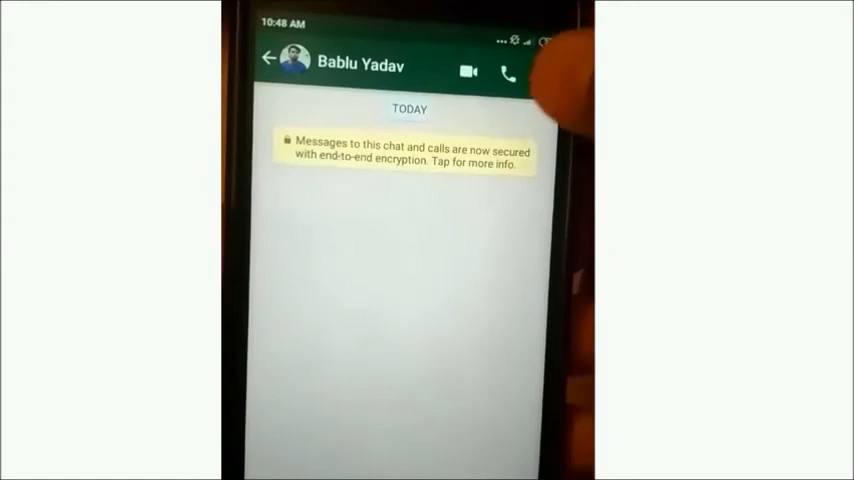 10:48 AM
Bablu Yadav
TODAY
Messages to this chat and calls are now secured
with end-to-end encryption. Tap for more info.